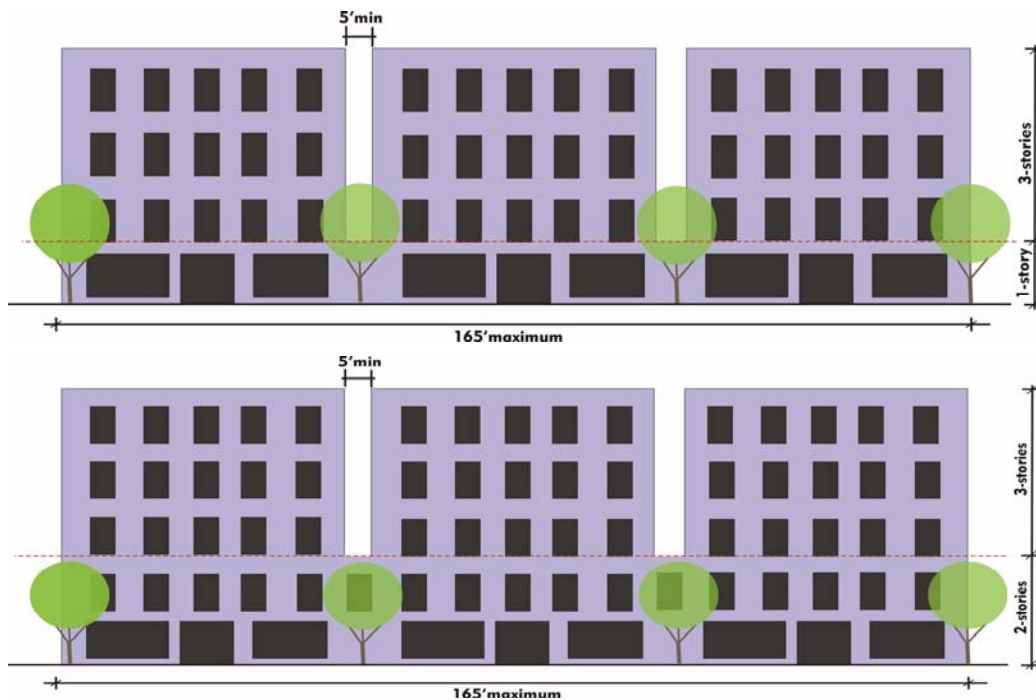 5'min
3-stories
1-story
165'maximum
5'min
3-stories
2-stories
165'maximum